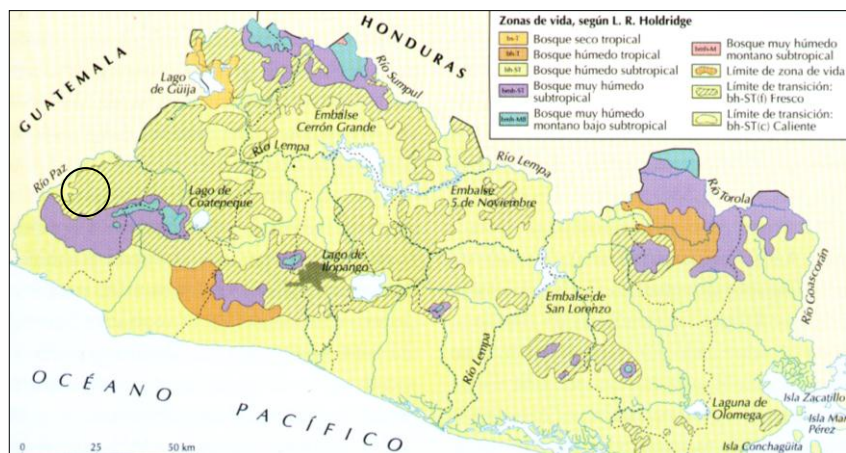 Zonas de vida, según L. R. Holdridge
bs-T Bosque seco tropical
bh-T Bosque húmedo tropical
bh-ST Bosque húmedo subtropical
bmh-ST Bosque muy húmedo
subtropical
bmh-MB Bosque muy húmedo
montano bajo subtropical
bmh-M Bosque muy húmedo
montano subtropical
Límite de zona de vida
Límite de transición:
bh-ST(f) Fresco
Límite de transición:
bh-ST(c) Caliente
GUATEMALA
HONDURAS
Lago
de Güija
Río Sumpul
Embalse
Cerrón Grande
Río Lempa
Río Lempa
Río Paz
Lago de
Coatepeque
Embalse
5 de Noviembre
Río Torola
Lago de
Ilopango
Embalse de
San Lorenzo
Río Goascorán
Río Lempa
OCÉANO PACÍFICO
Laguna de
Olomega
Isla Zacatillo
Isla Mar
Pérez
Isla Conchagüita
0 25 50 km